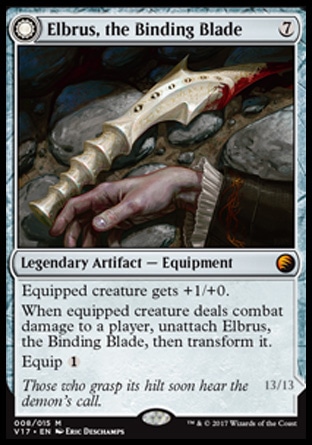 Elbrus, the Binding Blade 7
Legendary Artifact — Equipment
Equipped creature gets +1/+0.
When equipped creature deals combat
damage to a player, unattach Elbrus,
the Binding Blade, then transform it.
Equip 1
Those who grasp its hilt soon hear the
demon's call.
13/13
008/015 M
V17 • EN Eric Deschamps
™ & © 2017 Wizards of the Coast